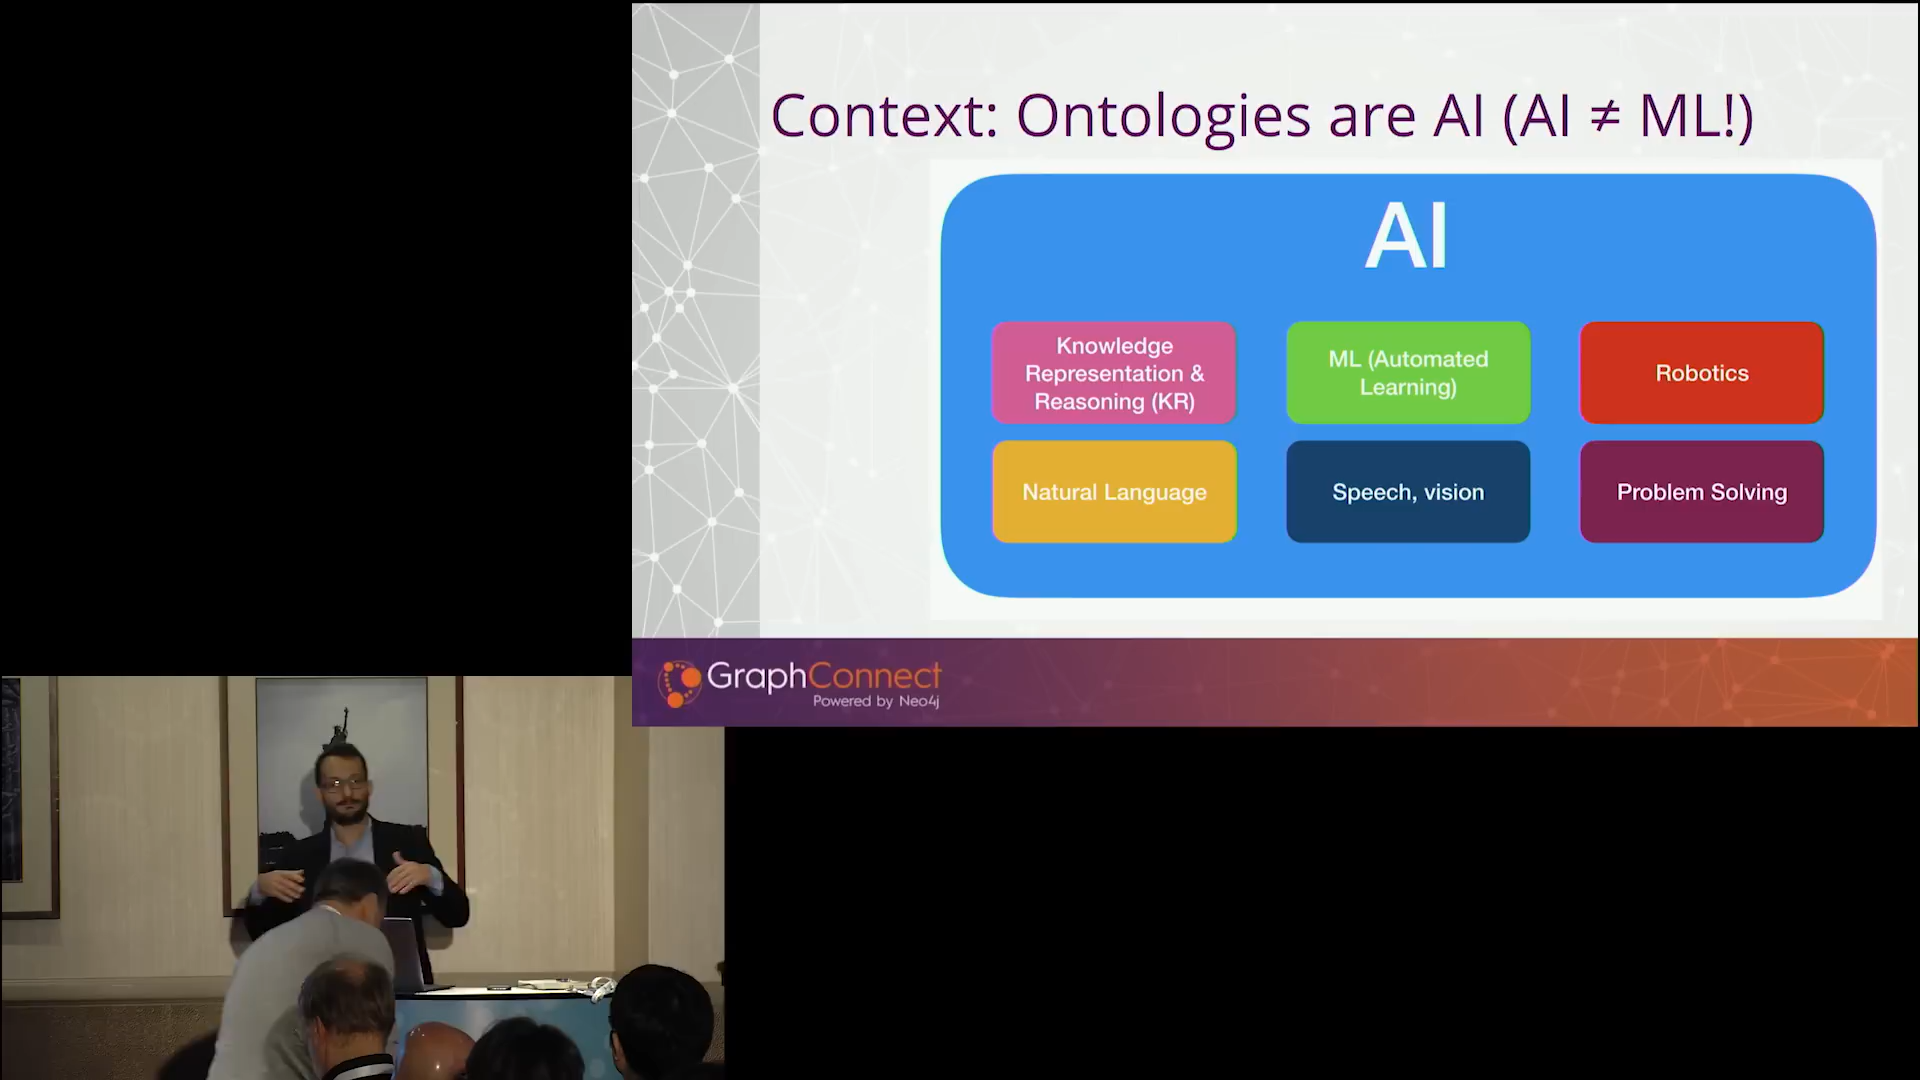 Context: Ontologies are AI (AI ≠ ML!)
AI
Knowledge
Representation &
Reasoning (KR)
ML (Automated
Learning)
Robotics
Natural Language
Speech, vision
Problem Solving
GraphConnect
Powered by Neo4j